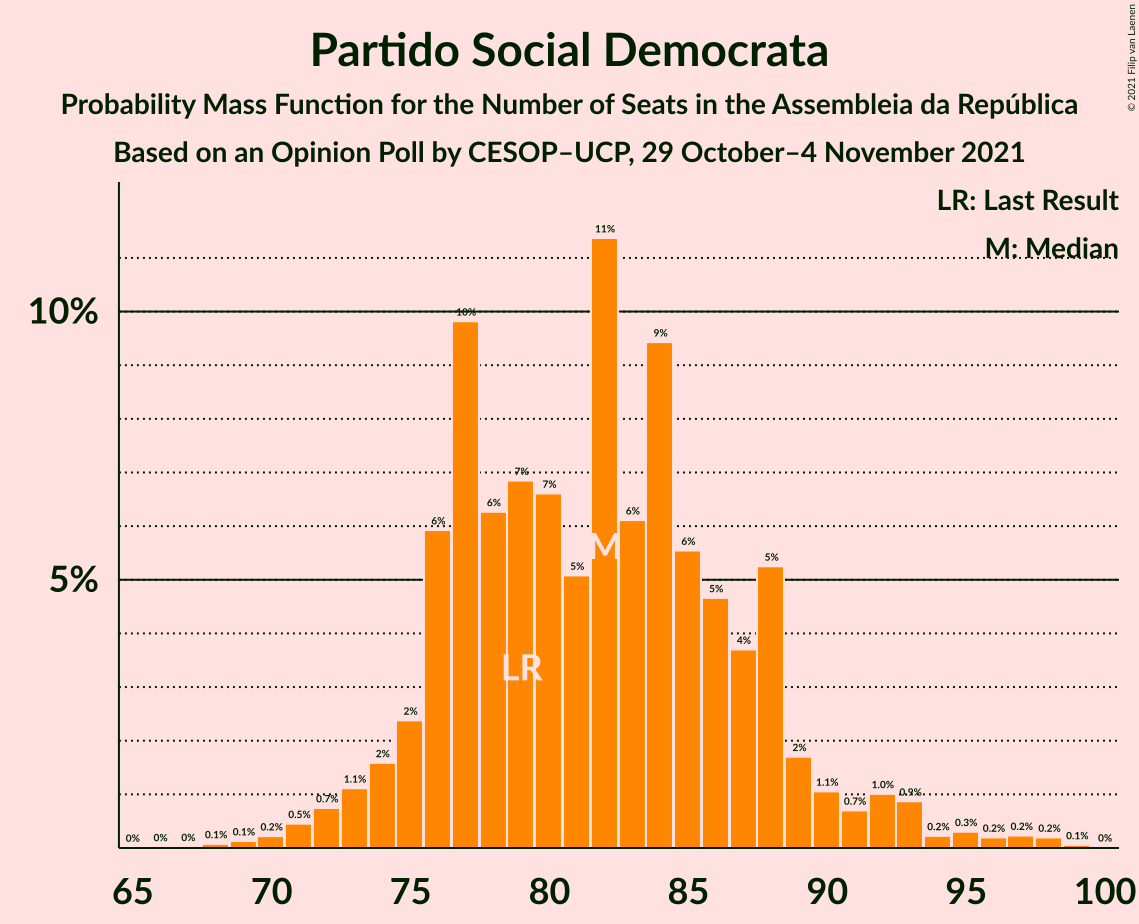 © 2021 Filip van Laenen
Partido Social Democrata
Probability Mass Function for the Number of Seats in the Assembleia da República
Based on an Opinion Poll by CESOP–UCP, 29 October–4 November 2021
LR: Last Result
M: Median
10%
5%
0% 0% 0% 0.1% 0.1% 0.2% 0.5% 0.7% 1.1% 2% 2% 6% 10% 6% 7% 7% 5% 11% 6% 9% 6% 5% 4% 5% 2% 1.1% 0.7% 1.0% 0.9% 0.2% 0.3% 0.2% 0.2% 0.2% 0.1% 0%
M
LR
65 70 75 80 85 90 95 100